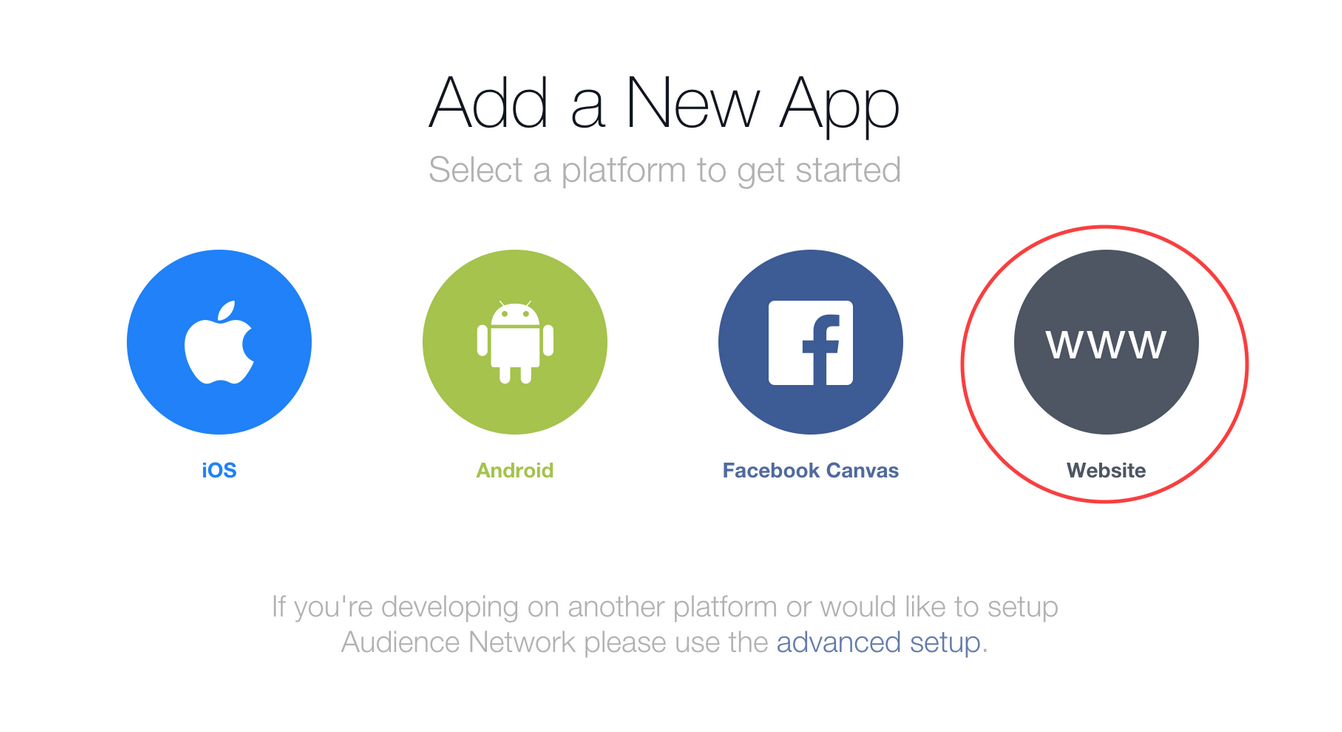 Add a New App
Select a platform to get started
www
iOS
Android
Facebook Canvas
Website
If you're developing on another platform or would like to setup
Audience Network please use the advanced setup.